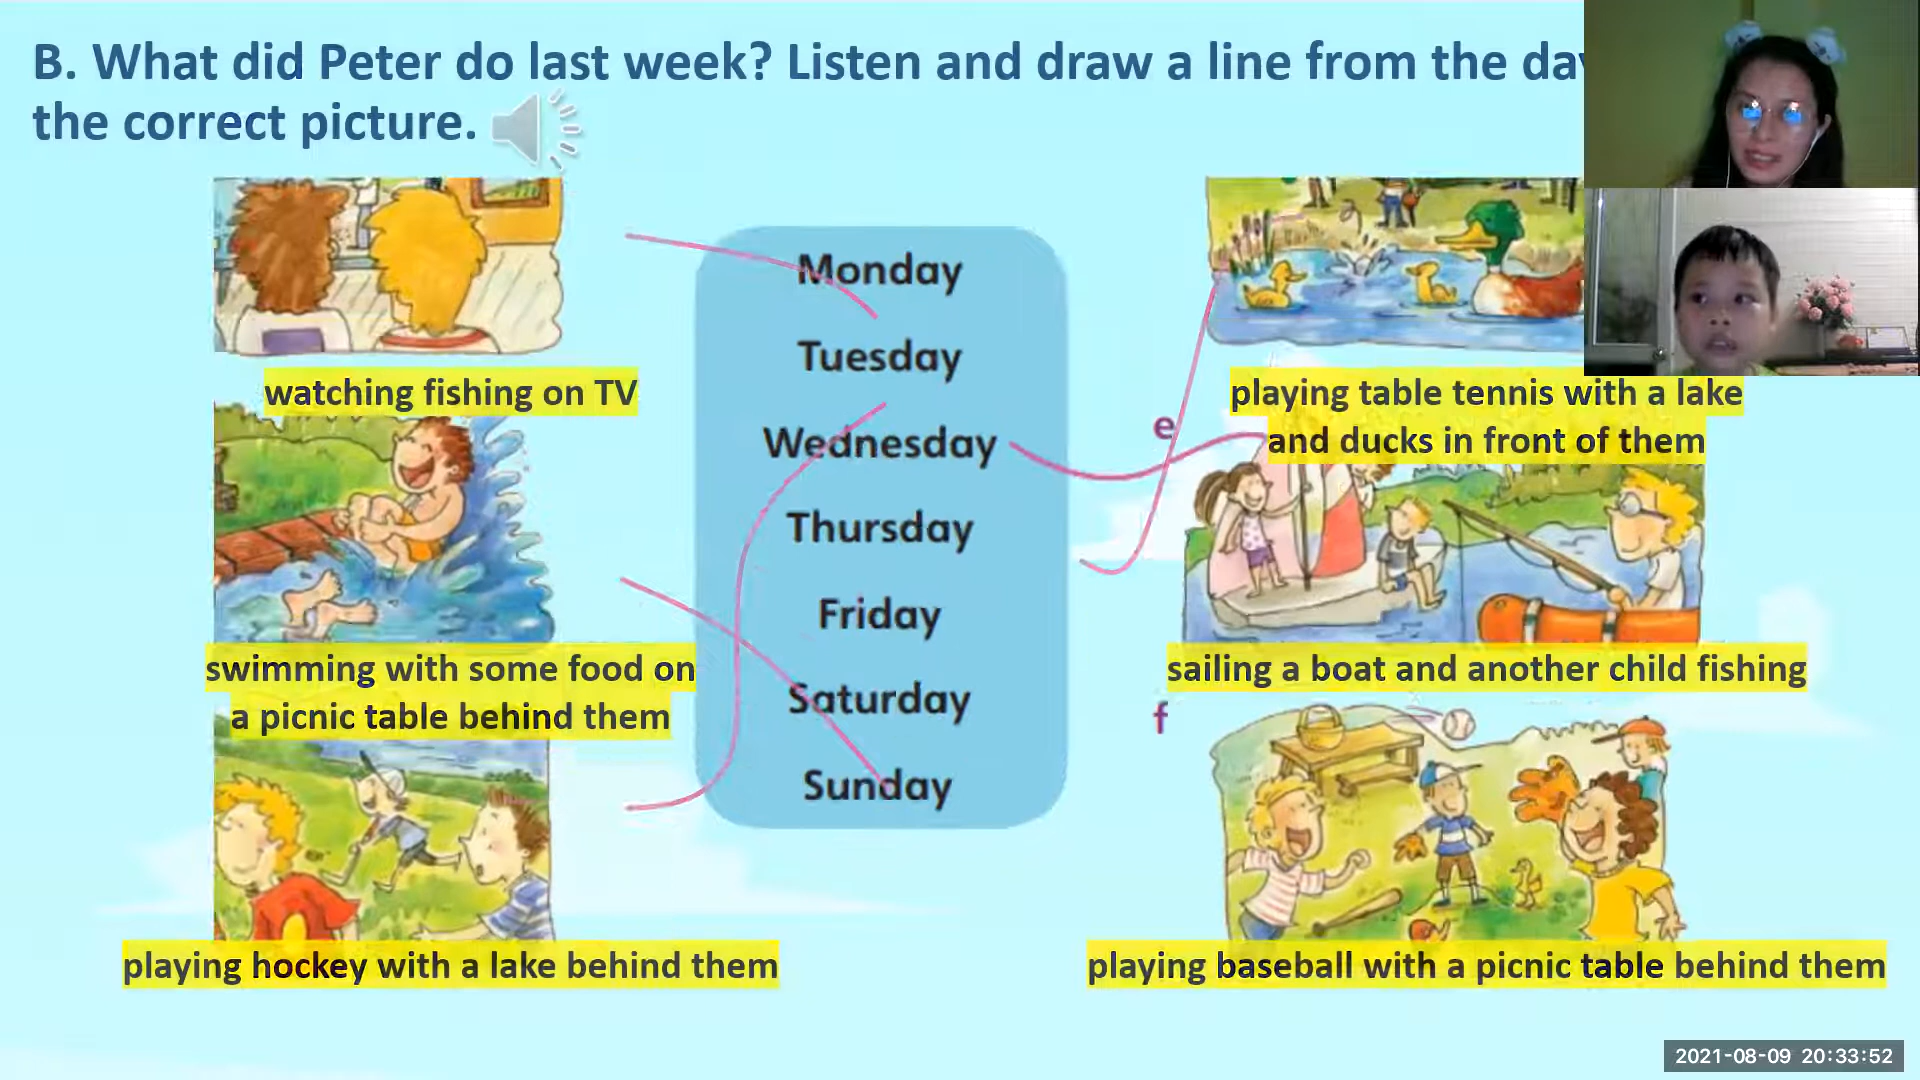 B. What did Peter do last week? Listen and draw a line from the day
the correct picture.
Monday
Tuesday
Wednesday
Thursday
Friday
Saturday
Sunday
watching fishing on TV
swimming with some food on
a picnic table behind them
playing hockey with a lake behind them
playing table tennis with a lake
and ducks in front of them
e
sailing a boat and another child fishing
f
playing baseball with a picnic table behind them
2021-08-09 20:33:52